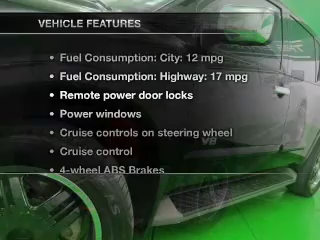 VEHICLE FEATURES
• Fuel Consumption: City: 12 mpg
• Fuel Consumption: Highway: 17 mpg
• Remote power door locks
• Power windows
• Cruise controls on steering wheel
• Cruise control
• 4-wheel ABS Brakes
V8